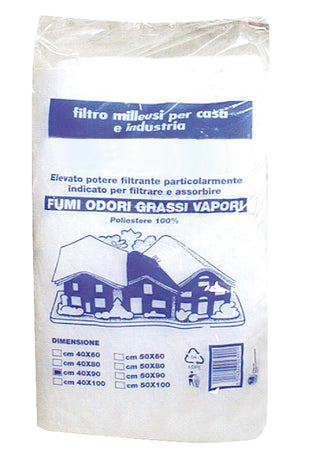 filtro milleusi per casa
e industria
Elevato potere filtrante particolarmente
indicato per filtrare e assorbire
FUMI ODORI GRASSI VAPORI
Poliestere 100%
DIMENSIONE
cm 40X60 cm 50X60
cm 40X80 cm 50X80
cm 40X90 cm 50X90
cm 40X100 cm 50X100
LDPE